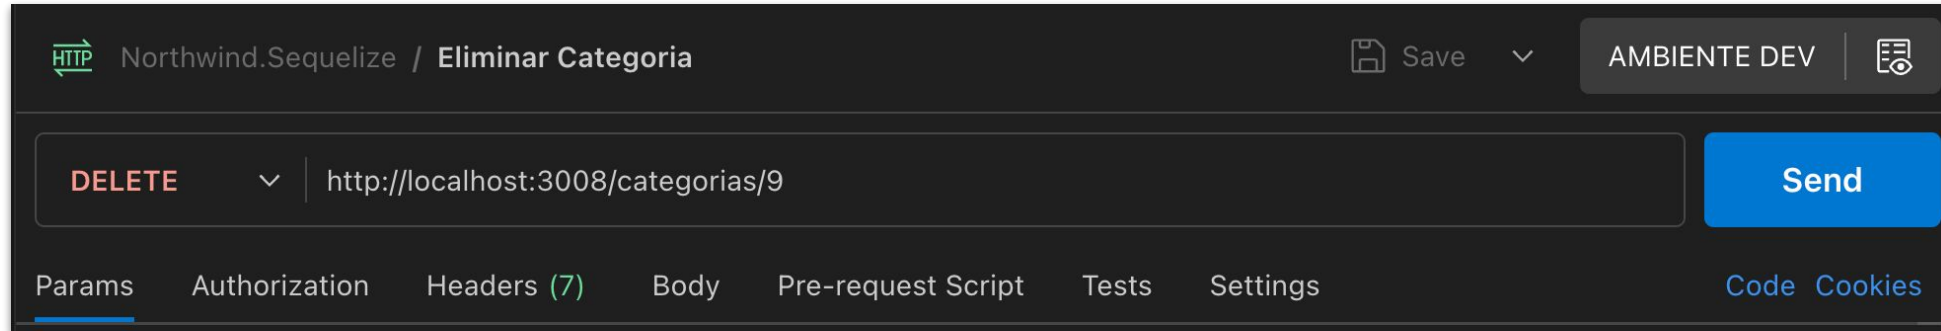 HTTP Northwind.Sequelize / Eliminar Categoria Save AMBIENTE DEV
DELETE http://localhost:3008/categorias/9 Send
Params Authorization Headers (7) Body Pre-request Script Tests Settings Code Cookies